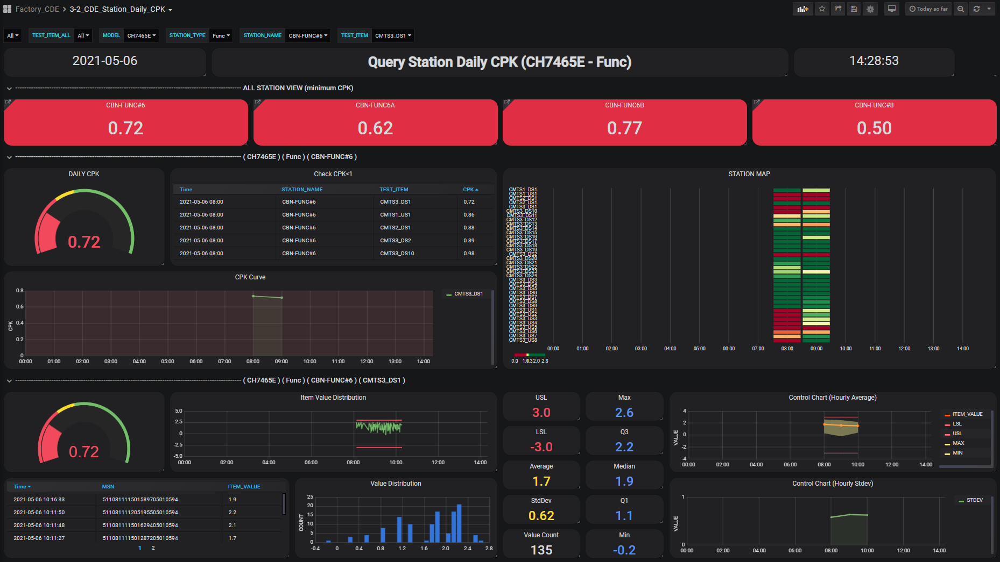 Factory_CDE > 3-2_CDE_Station_Daily_CPK
Today so far
All TEST_ITEM_ALL All MODEL CH7465E STATION_TYPE Func STATION_NAME CBN-FUNC#6 TEST_ITEM CMTS3_DS1
2021-05-06
Query Station Daily CPK (CH7465E - Func)
14:28:53
ALL STATION VIEW (minimum CPK)
CBN-FUNC#6
0.72
CBN-FUNC6A
0.62
CBN-FUNC6B
0.77
CBN-FUNC#8
0.50
( CH7465E ) ( Func ) ( CBN-FUNC#6 )
DAILY CPK
0.72
Check CPK<1
Time STATION_NAME TEST_ITEM CPK
2021-05-06 08:00 CBN-FUNC#6 CMTS3_DS1 0.72
2021-05-06 08:00 CBN-FUNC#6 CMTS1_US1 0.86
2021-05-06 08:00 CBN-FUNC#6 CMTS2_DS1 0.88
2021-05-06 08:00 CBN-FUNC#6 CMTS3_DS2 0.89
2021-05-06 08:00 CBN-FUNC#6 CMTS3_DS10 0.98
CPK Curve
CPK
0.8
0.6
0.4
0.2
0
00:00 01:00 02:00 03:00 04:00 05:00 06:00 07:00 08:00 09:00 10:00 11:00 12:00 13:00 14:00
CMTS3_DS1
STATION MAP
CMTS1_DS1
CMTS1_US1
CMTS2_DS1
CMTS2_US1
CMTS3_DS1
CMTS3_DS10
CMTS3_DS11
CMTS3_DS12
CMTS3_DS13
CMTS3_DS14
CMTS3_DS15
CMTS3_DS16
CMTS3_DS17
CMTS3_DS18
CMTS3_DS19
CMTS3_DS2
CMTS3_DS20
CMTS3_DS21
CMTS3_DS22
CMTS3_DS23
CMTS3_DS24
CMTS3_DS3
CMTS3_DS4
CMTS3_DS5
CMTS3_DS6
CMTS3_DS7
CMTS3_DS8
CMTS3_DS9
CMTS3_US1
CMTS3_US2
CMTS3_US3
CMTS3_US4
CMTS3_US5
CMTS3_US6
CMTS3_US7
CMTS3_US8
00:00 01:00 02:00 03:00 04:00 05:00 06:00 07:00 08:00 09:00 10:00 11:00 12:00 13:00 14:00
0.0 1.0 1.3 2.0 2.8
( CH7465E ) ( Func ) ( CBN-FUNC#6 ) ( CMTS3_DS1 )
0.72
Item Value Distribution
5.0
2.5
0
-2.5
-5.0
00:00 02:00 04:00 06:00 08:00 10:00 12:00 14:00
USL
3.0
Max
2.6
LSL
-3.0
Q3
2.2
Average
1.7
Median
1.9
StdDev
0.62
Q1
1.1
Value Count
135
Min
-0.2
Control Chart (Hourly Average)
VALUE
4
2
0
-2
-4
00:00 02:00 04:00 06:00 08:00 10:00 12:00 14:00
ITEM_VALUE
LSL
USL
MAX
MIN
Time MSN ITEM_VALUE
2021-05-06 10:16:33 511081111501589705010594 1.9
2021-05-06 10:11:50 511081111205195505010594 2.2
2021-05-06 10:11:48 511081111501629405010594 2.1
2021-05-06 10:11:27 511081111501287205010594 1.7
1 2
Value Distribution
COUNT
25
20
15
10
5
0
-0.4 0 0.4 0.8 1.2 1.6 2.0 2.4 2.8
Control Chart (Hourly Stdev)
VALUE
1
0
00:00 02:00 04:00 06:00 08:00 10:00 12:00 14:00
STDEV